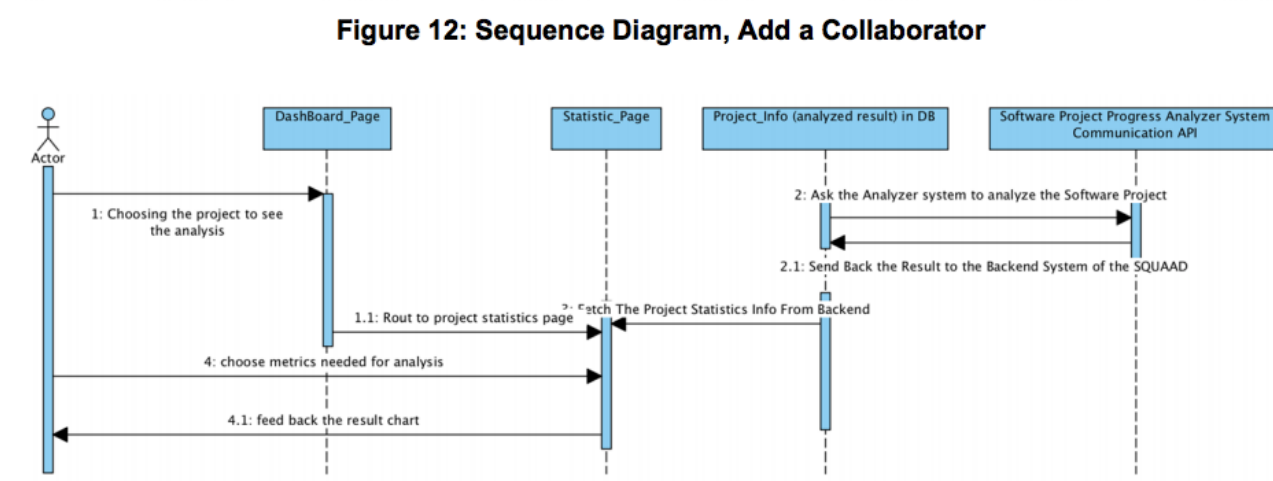 Figure 12: Sequence Diagram, Add a Collaborator
Actor
DashBoard_Page
Statistic_Page
Project_Info (analyzed result) in DB
Software Project Progress Analyzer System
Communication API
1: Choosing the project to see
the analysis
2: Ask the Analyzer system to analyze the Software Project
2.1: Send Back the Result to the Backend System of the SQUAAD
Fetch The Project Statistics Info From Backend
1.1: Rout to project statistics page
4: choose metrics needed for analysis
4.1: feed back the result chart